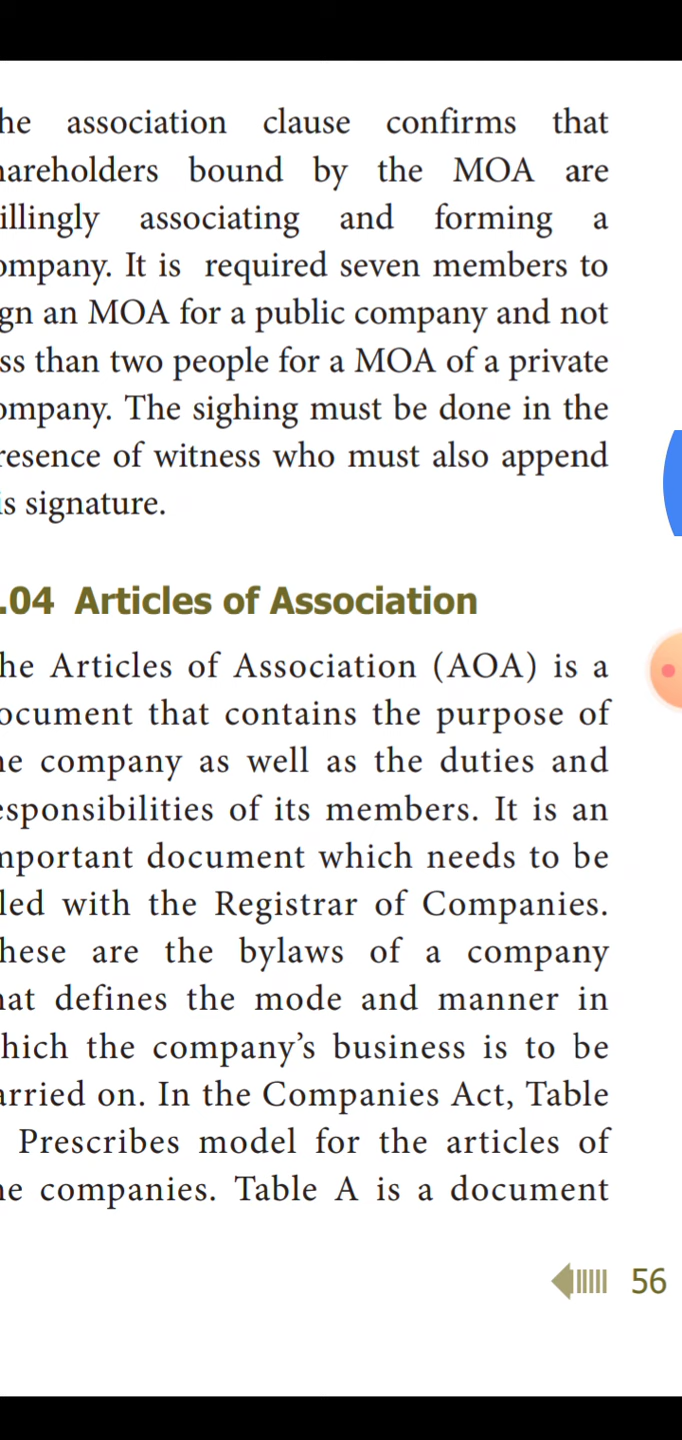 he association clause confirms that
hareholders bound by the MOA are
illingly associating and forming a
ompany. It is required seven members to
gn an MOA for a public company and not
ss than two people for a MOA of a private
ompany. The sighing must be done in the
resence of witness who must also append
is signature.
.04 Articles of Association
he Articles of Association (AOA) is a
ocument that contains the purpose of
he company as well as the duties and
esponsibilities of its members. It is an
mportant document which needs to be
led with the Registrar of Companies.
hese are the bylaws of a company
hat defines the mode and manner in
hich the company's business is to be
arried on. In the Companies Act, Table
Prescribes model for the articles of
he companies. Table A is a document
56